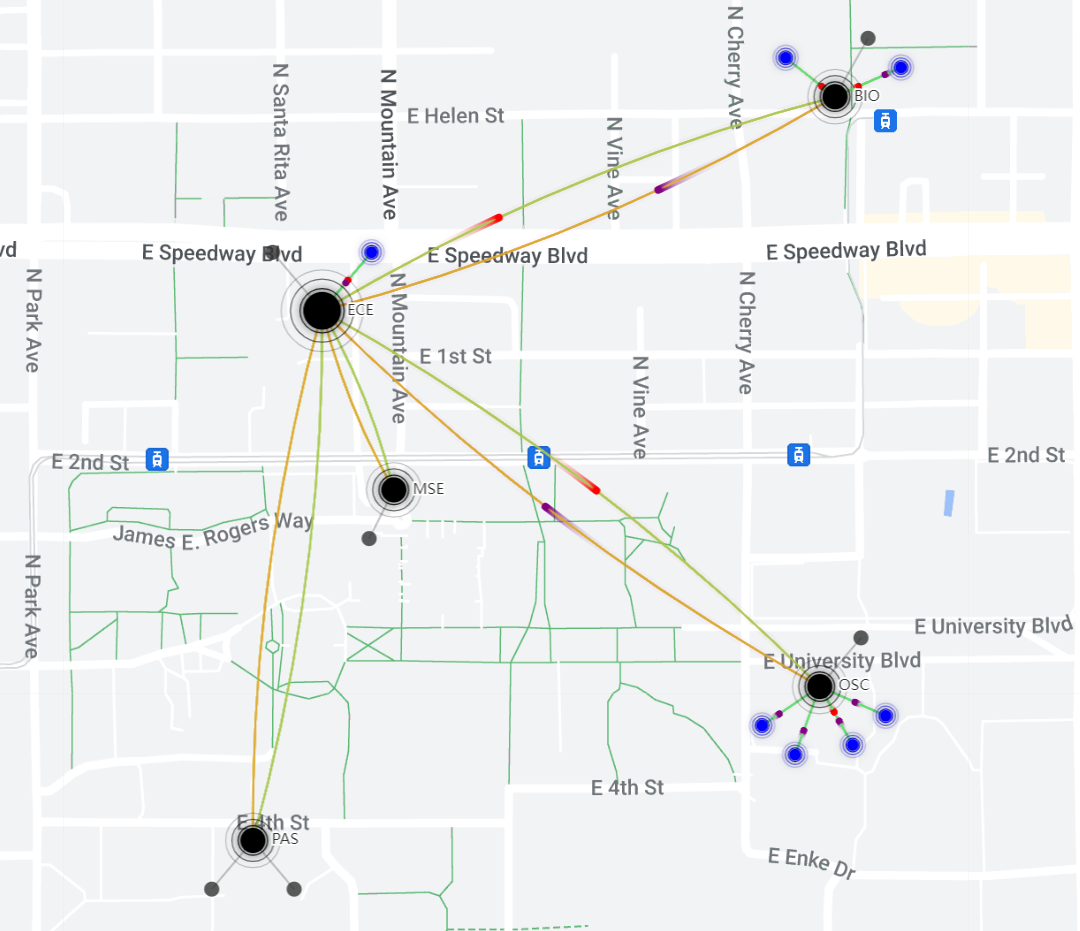 N Cherry Ave
N Santa Rita Ave
N Mountain Ave
BIO
E Helen St
N Vine Ave
vd
E Speedway Blvd
E Speedway Blvd
E Speedway Blvd
N Park Ave
N Mountain Ave
N Cherry Ave
ECE
E 1st St
N Vine Ave
E 2nd St
E 2nd St
MSE
James E. Rogers Way
N Park Ave
E University Blvd
E University Blvd
OSC
E 4th St
E 4th St
PAS
E Enke Dr